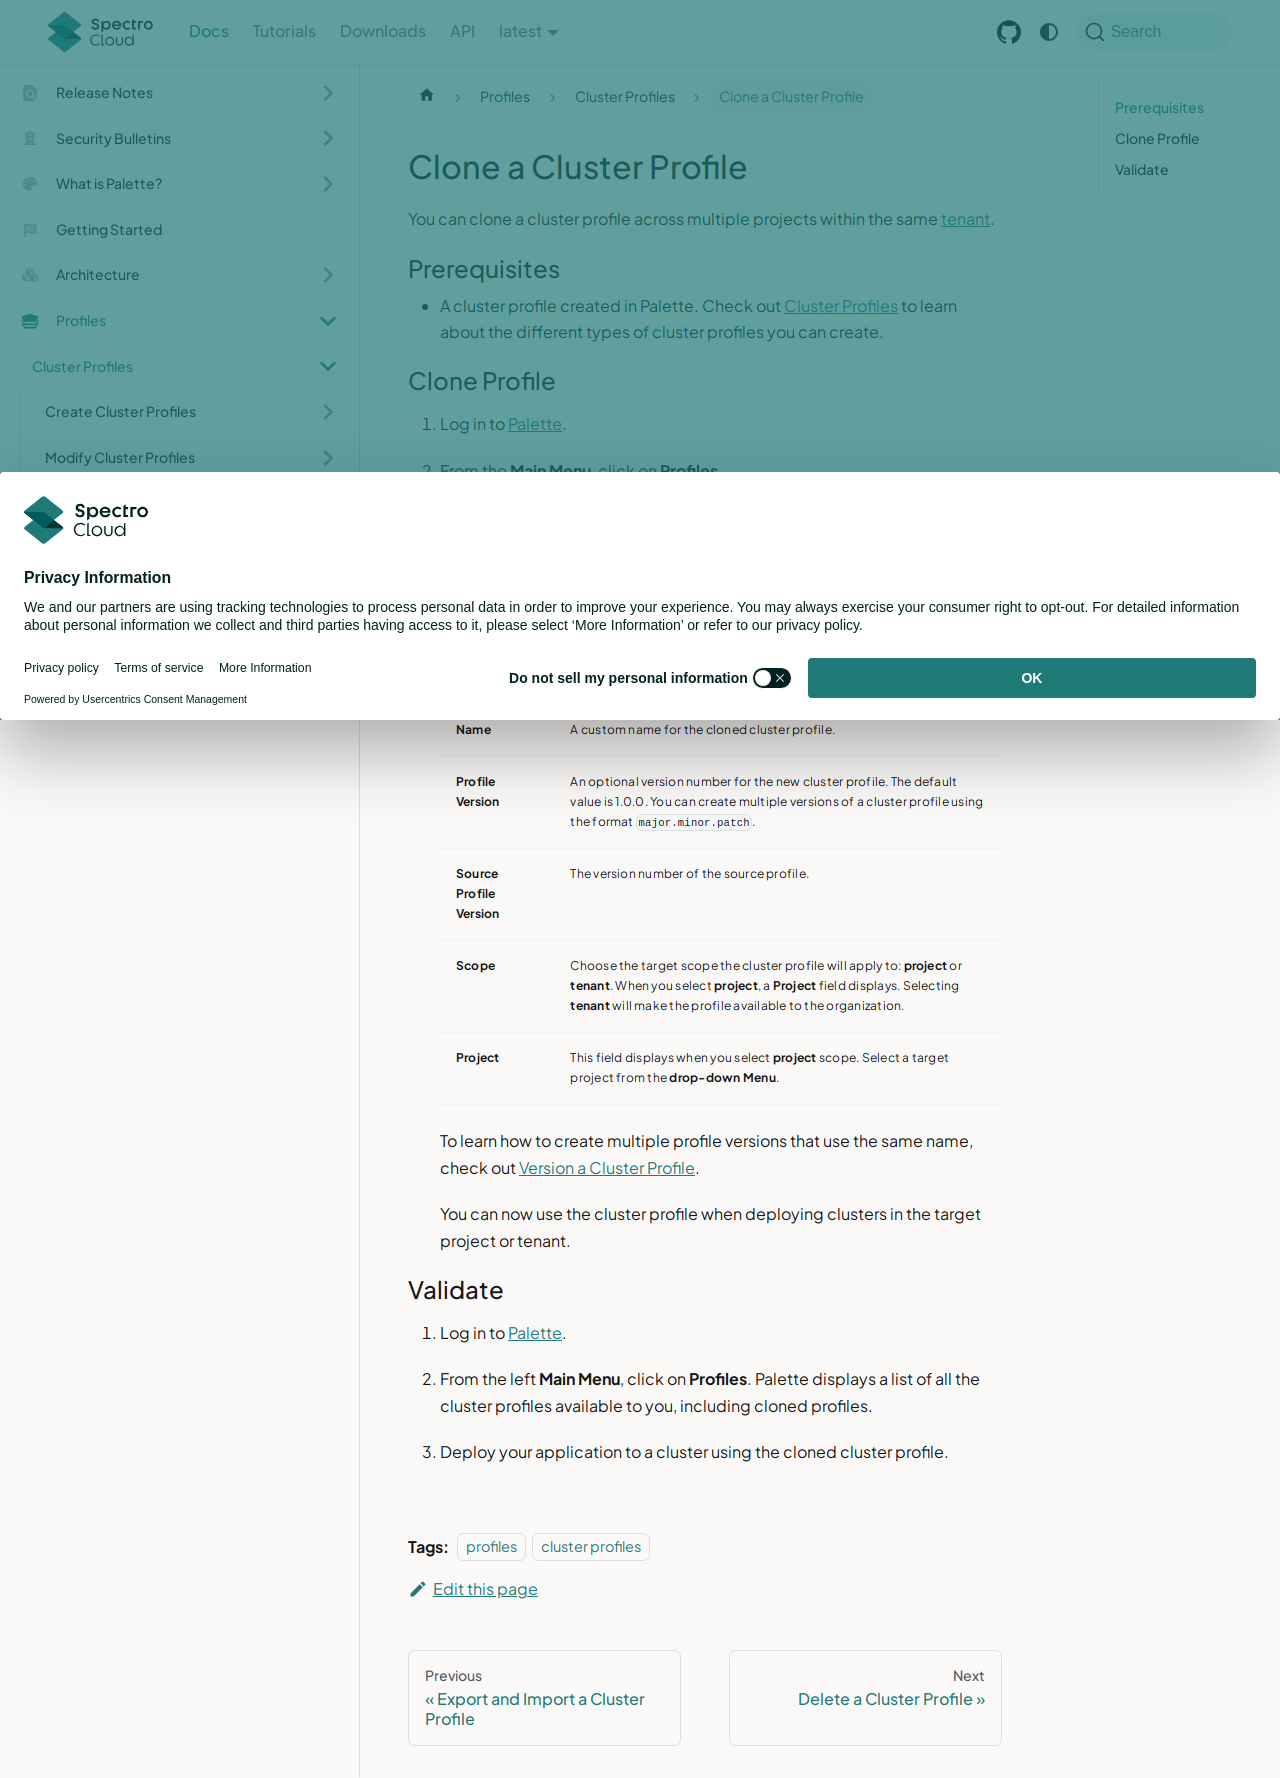 Spectro
Cloud
Docs
Tutorials
Downloads
API
latest
Search
Release Notes
Security Bulletins
What is Palette?
Getting Started
Architecture
Profiles
Cluster Profiles
Create Cluster Profiles
Modify Cluster Profiles
Profiles
Cluster Profiles
Clone a Cluster Profile
Prerequisites
Clone Profile
Validate
Clone a Cluster Profile
You can clone a cluster profile across multiple projects within the same tenant.
Prerequisites
A cluster profile created in Palette. Check out Cluster Profiles to learn
about the different types of cluster profiles you can create.
Clone Profile
1. Log in to Palette.
2. From the Main Menu, click on Profiles
Spectro
Cloud
Privacy Information
We and our partners are using tracking technologies to process personal data in order to improve your experience. You may always exercise your consumer right to opt-out. For detailed information
about personal information we collect and third parties having access to it, please select ‘More Information’ or refer to our privacy policy.
Privacy policy
Terms of service
More Information
Powered by Usercentrics Consent Management
Do not sell my personal information
OK
Name
A custom name for the cloned cluster profile.
Profile
Version
An optional version number for the new cluster profile. The default
value is 1.0.0. You can create multiple versions of a cluster profile using
the format major.minor.patch.
Source
Profile
Version
The version number of the source profile.
Scope
Choose the target scope the cluster profile will apply to: project or
tenant. When you select project, a Project field displays. Selecting
tenant will make the profile available to the organization.
Project
This field displays when you select project scope. Select a target
project from the drop-down Menu.
To learn how to create multiple profile versions that use the same name,
check out Version a Cluster Profile.
You can now use the cluster profile when deploying clusters in the target
project or tenant.
Validate
1. Log in to Palette.
2. From the left Main Menu, click on Profiles. Palette displays a list of all the
cluster profiles available to you, including cloned profiles.
3. Deploy your application to a cluster using the cloned cluster profile.
Tags:
profiles
cluster profiles
Edit this page
Previous
« Export and Import a Cluster
Profile
Next
Delete a Cluster Profile »